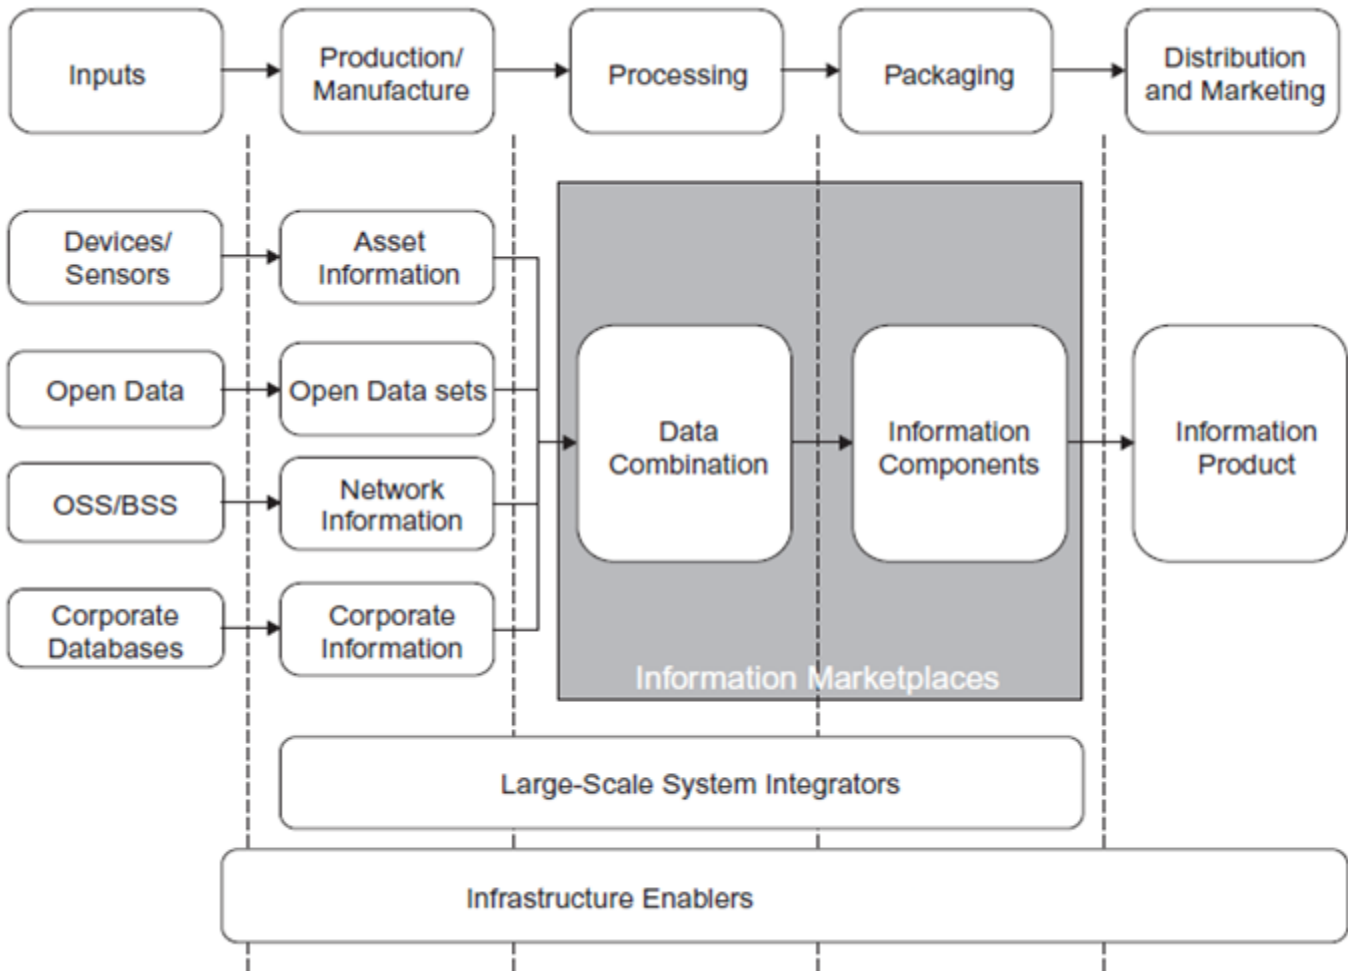 Inputs
Production/
Manufacture
Processing
Packaging
Distribution
and Marketing
Devices/
Sensors
Asset
Information
Open Data
Open Data sets
OSS/BSS
Network
Information
Corporate
Databases
Corporate
Information
Data
Combination
Information
Components
Information
Product
Information Marketplaces
Large-Scale System Integrators
Infrastructure Enablers